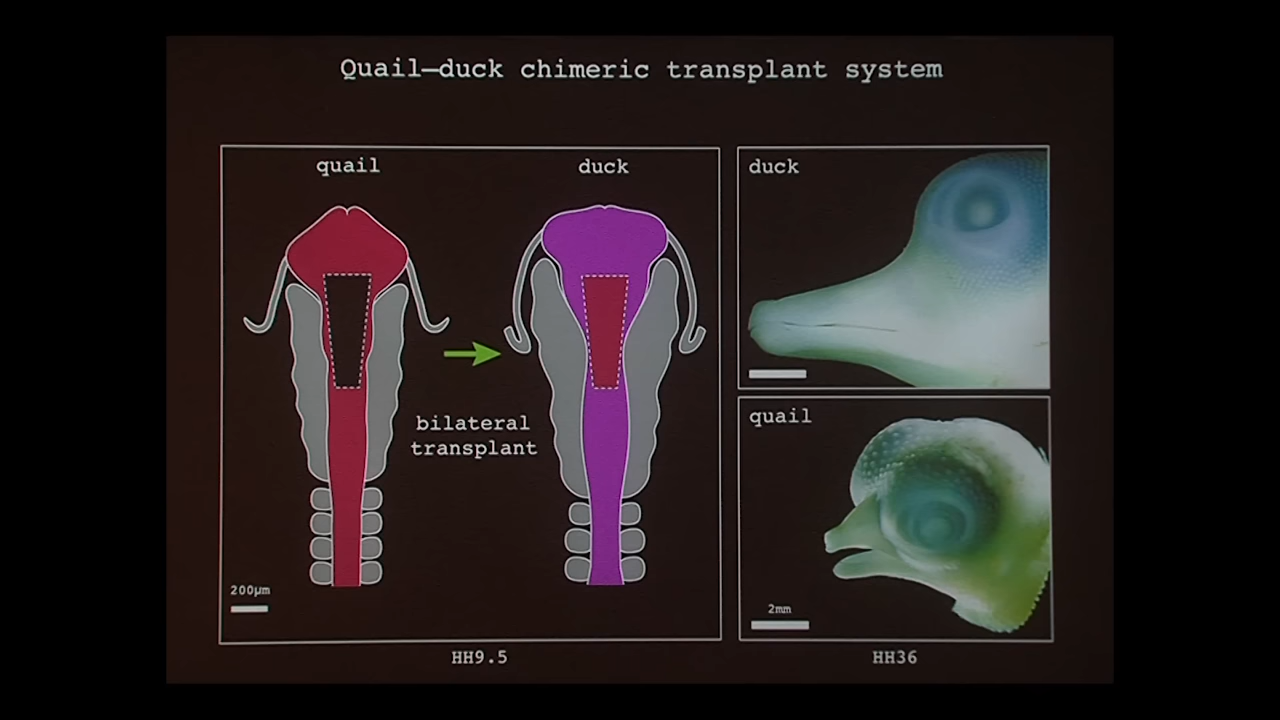 Quail–duck chimeric transplant system
quail
duck
bilateral
transplant
200µm
HH9.5
duck
quail
2mm
HH36